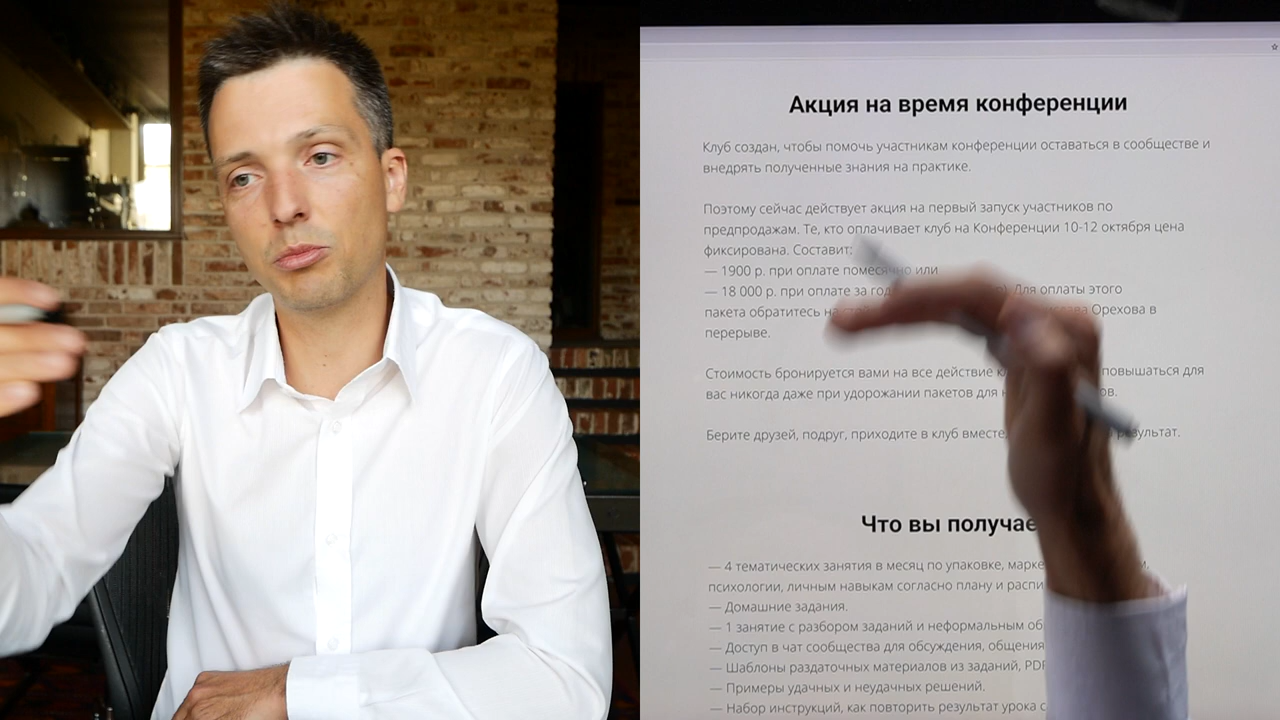 Акция на время конференции
Клуб создан, чтобы помочь участникам конференции оставаться в сообществе и
внедрять полученные знания на практике.
Поэтому сейчас действует акция на первый запуск участников по
предпродажам. Те, кто оплачивает клуб на Конференции 10-12 октября цена
фиксирована. Составит:
— 1900 р. при оплате помесячно или
— 18 000 р. при оплате за год Для оплаты этого
пакета обратитесь на Орехова в
перерыве.
Стоимость бронируется вами на все действие повышаться для
вас никогда даже при удорожании пакетов для
Берите друзей, подруг, приходите в клуб вместе, результат.
Что вы получае
— 4 тематических занятия в месяц по упаковке, марке
психологии, личным навыкам согласно плану и распи
— Домашние задания.
— 1 занятие с разбором заданий и неформальным об
— Доступ в чат сообщества для обсуждения, общения
— Шаблоны раздаточных материалов из заданий, PDF
— Примеры удачных и неудачных решений.
— Набор инструкций, как повторить результат урока с